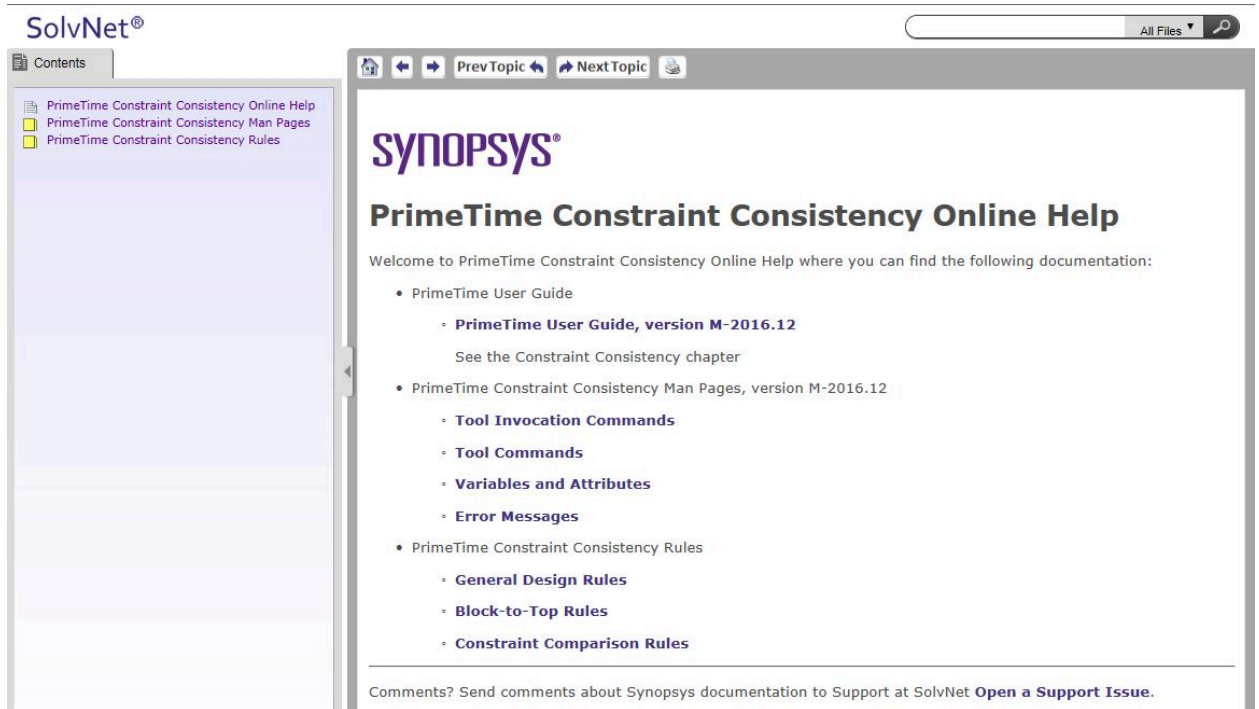 SolvNet®
All Files
Contents
Prev Topic
Next Topic
PrimeTime Constraint Consistency Online Help
PrimeTime Constraint Consistency Man Pages
PrimeTime Constraint Consistency Rules
SYNOPSYS®
PrimeTime Constraint Consistency Online Help
Welcome to PrimeTime Constraint Consistency Online Help where you can find the following documentation:
• PrimeTime User Guide
◦ PrimeTime User Guide, version M-2016.12
See the Constraint Consistency chapter
• PrimeTime Constraint Consistency Man Pages, version M-2016.12
◦ Tool Invocation Commands
◦ Tool Commands
◦ Variables and Attributes
◦ Error Messages
• PrimeTime Constraint Consistency Rules
◦ General Design Rules
◦ Block-to-Top Rules
◦ Constraint Comparison Rules
Comments? Send comments about Synopsys documentation to Support at SolvNet Open a Support Issue.